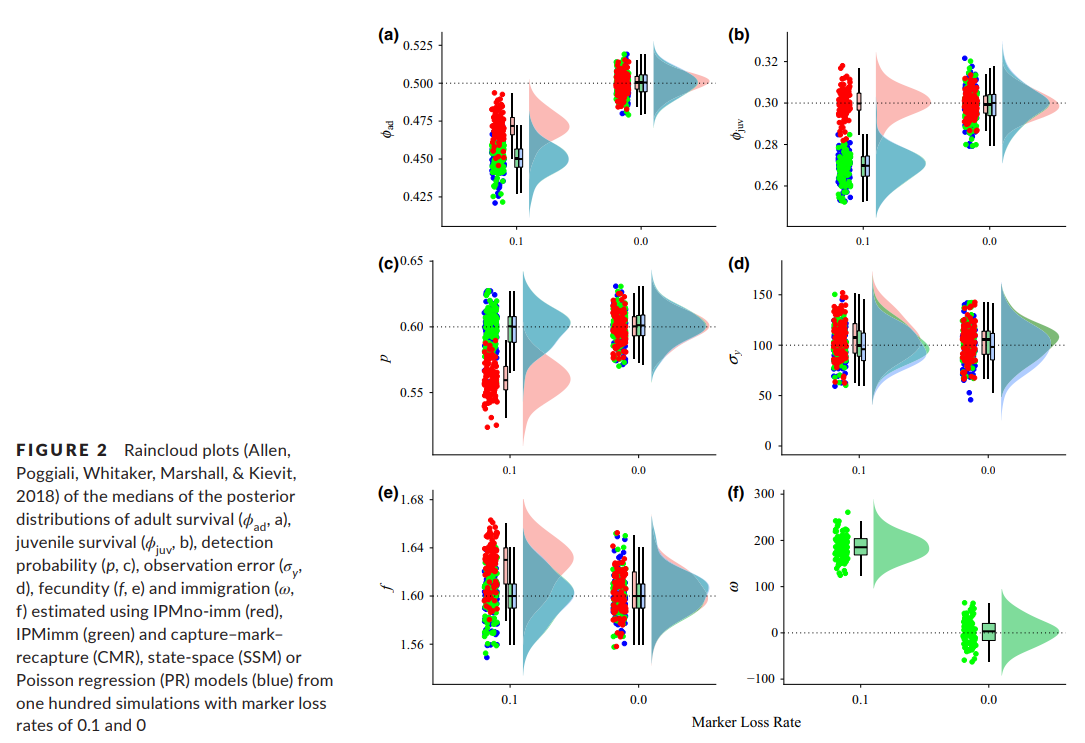 (a)
0.525
0.500
0.475
0.450
0.425
ϕad
0.1
0.0
(b)
0.32
0.30
0.28
0.26
ϕjuv
0.1
0.0
(c)
0.65
0.60
0.55
p
0.1
0.0
(d)
150
100
50
0
σy
0.1
0.0
(e)
1.68
1.64
1.60
1.56
f
0.1
0.0
(f)
300
200
100
0
−100
ω
0.1
0.0
Marker Loss Rate
FIGURE 2 Raincloud plots (Allen,
Poggiali, Whitaker, Marshall, & Kievit,
2018) of the medians of the posterior
distributions of adult survival (ϕad, a),
juvenile survival (ϕjuv, b), detection
probability (p, c), observation error (σy,
d), fecundity (f, e) and immigration (ω,
f) estimated using IPMno-imm (red),
IPMimm (green) and capture–mark–
recapture (CMR), state-space (SSM) or
Poisson regression (PR) models (blue) from
one hundred simulations with marker loss
rates of 0.1 and 0